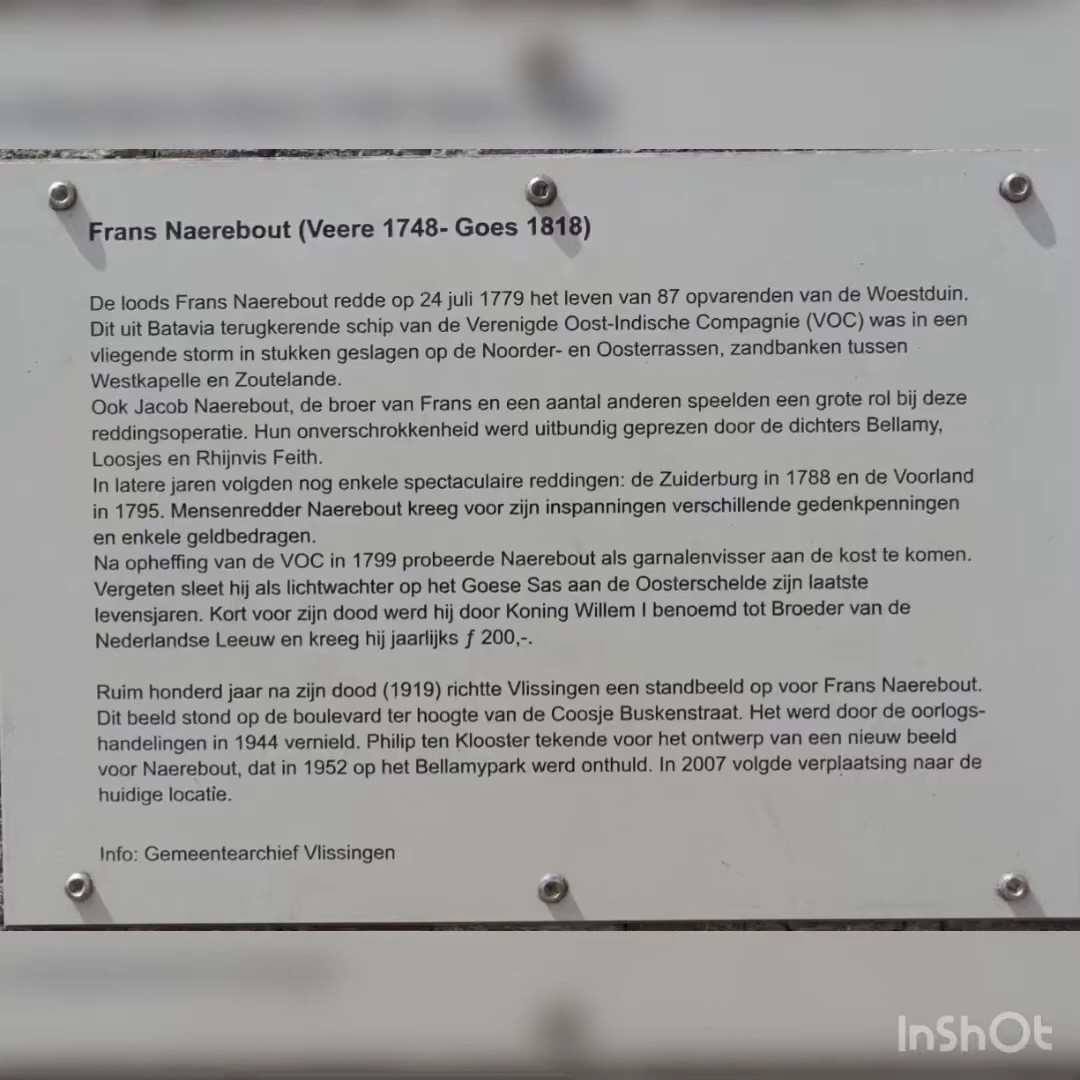 Frans Naerebout (Veere 1748- Goes 1818)
De loods Frans Naerebout redde op 24 juli 1779 het leven van 87 opvarenden van de Woestduin.
Dit uit Batavia terugkerende schip van de Verenigde Oost-Indische Compagnie (VOC) was in een
vliegende storm in stukken geslagen op de Noorder- en Oosterrassen, zandbanken tussen
Westkapelle en Zoutelande.
Ook Jacob Naerebout, de broer van Frans en een aantal anderen speelden een grote rol bij deze
reddingsoperatie. Hun onverschrokkenheid werd uitbundig geprezen door de dichters Bellamy,
Loosjes en Rhijnvis Feith.
In latere jaren volgden nog enkele spectaculaire reddingen: de Zuiderburg in 1788 en de Voorland
in 1795. Mensenredder Naerebout kreeg voor zijn inspanningen verschillende gedenkpenningen
en enkele geldbedragen.
Na opheffing van de VOC in 1799 probeerde Naerebout als garnalenvisser aan de kost te komen.
Vergeten sleet hij als lichtwachter op het Goese Sas aan de Oosterschelde zijn laatste
levensjaren. Kort voor zijn dood werd hij door Koning Willem I benoemd tot Broeder van de
Nederlandse Leeuw en kreeg hij jaarlijks ƒ 200,-.
Ruim honderd jaar na zijn dood (1919) richtte Vlissingen een standbeeld op voor Frans Naerebout.
Dit beeld stond op de boulevard ter hoogte van de Coosje Buskenstraat. Het werd door de oorlogs-
handelingen in 1944 vernield. Philip ten Klooster tekende voor het ontwerp van een nieuw beeld
voor Naerebout, dat in 1952 op het Bellamypark werd onthuld. In 2007 volgde verplaatsing naar de
huidige locatie.
Info: Gemeentearchief Vlissingen
InShOt